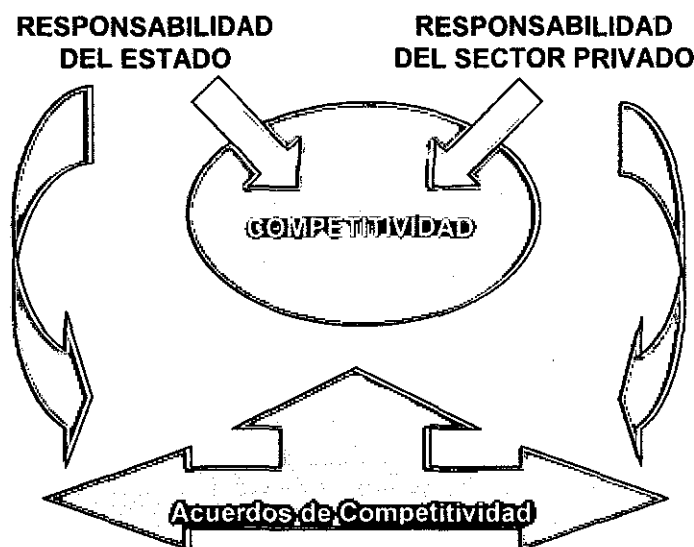 RESPONSABILIDAD
DEL ESTADO
RESPONSABILIDAD
DEL SECTOR PRIVADO
COMPETITIVIDAD
Acuerdos de Competitividad